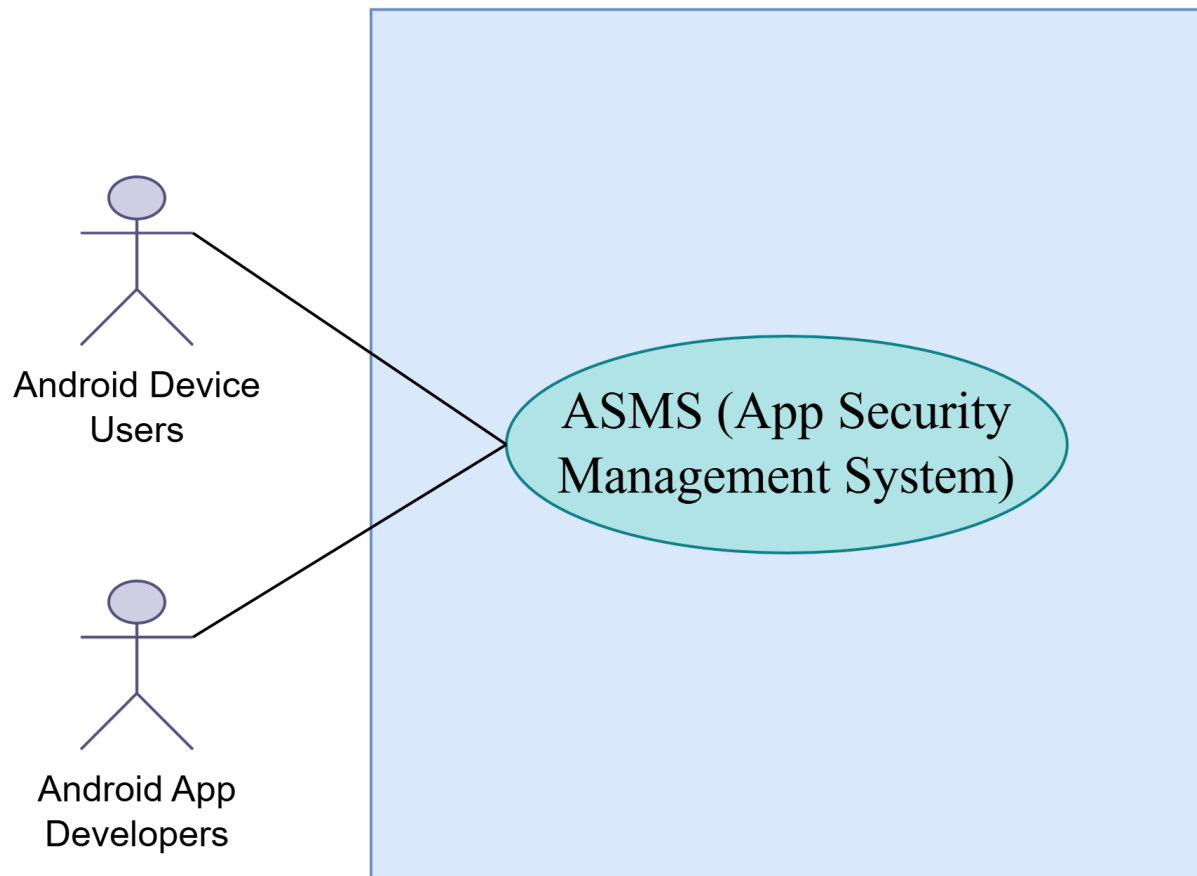 Android Device
Users
ASMS (App Security
Management System)
Android App
Developers